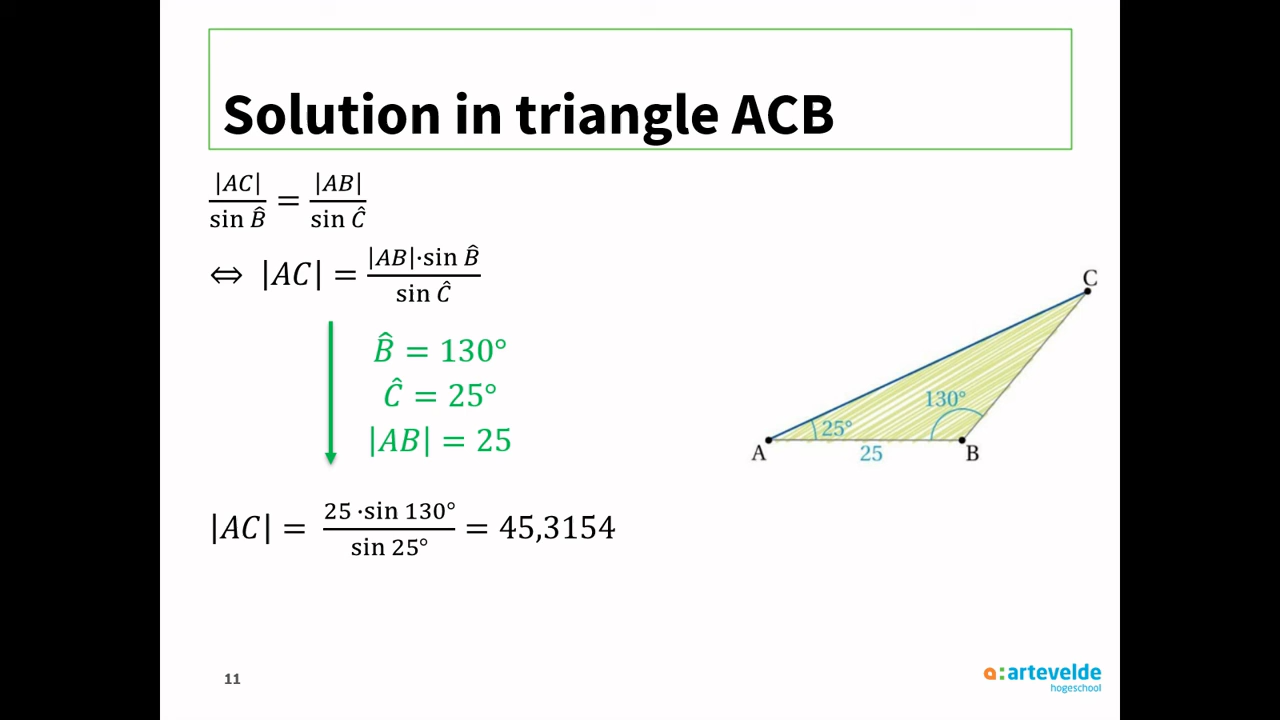 Solution in triangle ACB
|AC| / sin B̂ = |AB| / sin Ĉ
⇔ |AC| = |AB|·sin B̂ / sin Ĉ
B̂ = 130°
Ĉ = 25°
|AB| = 25
|AC| = 25 ·sin 130° / sin 25° = 45,3154
C
130°
25°
A
25
B
11
a:artevelde
hogeschool